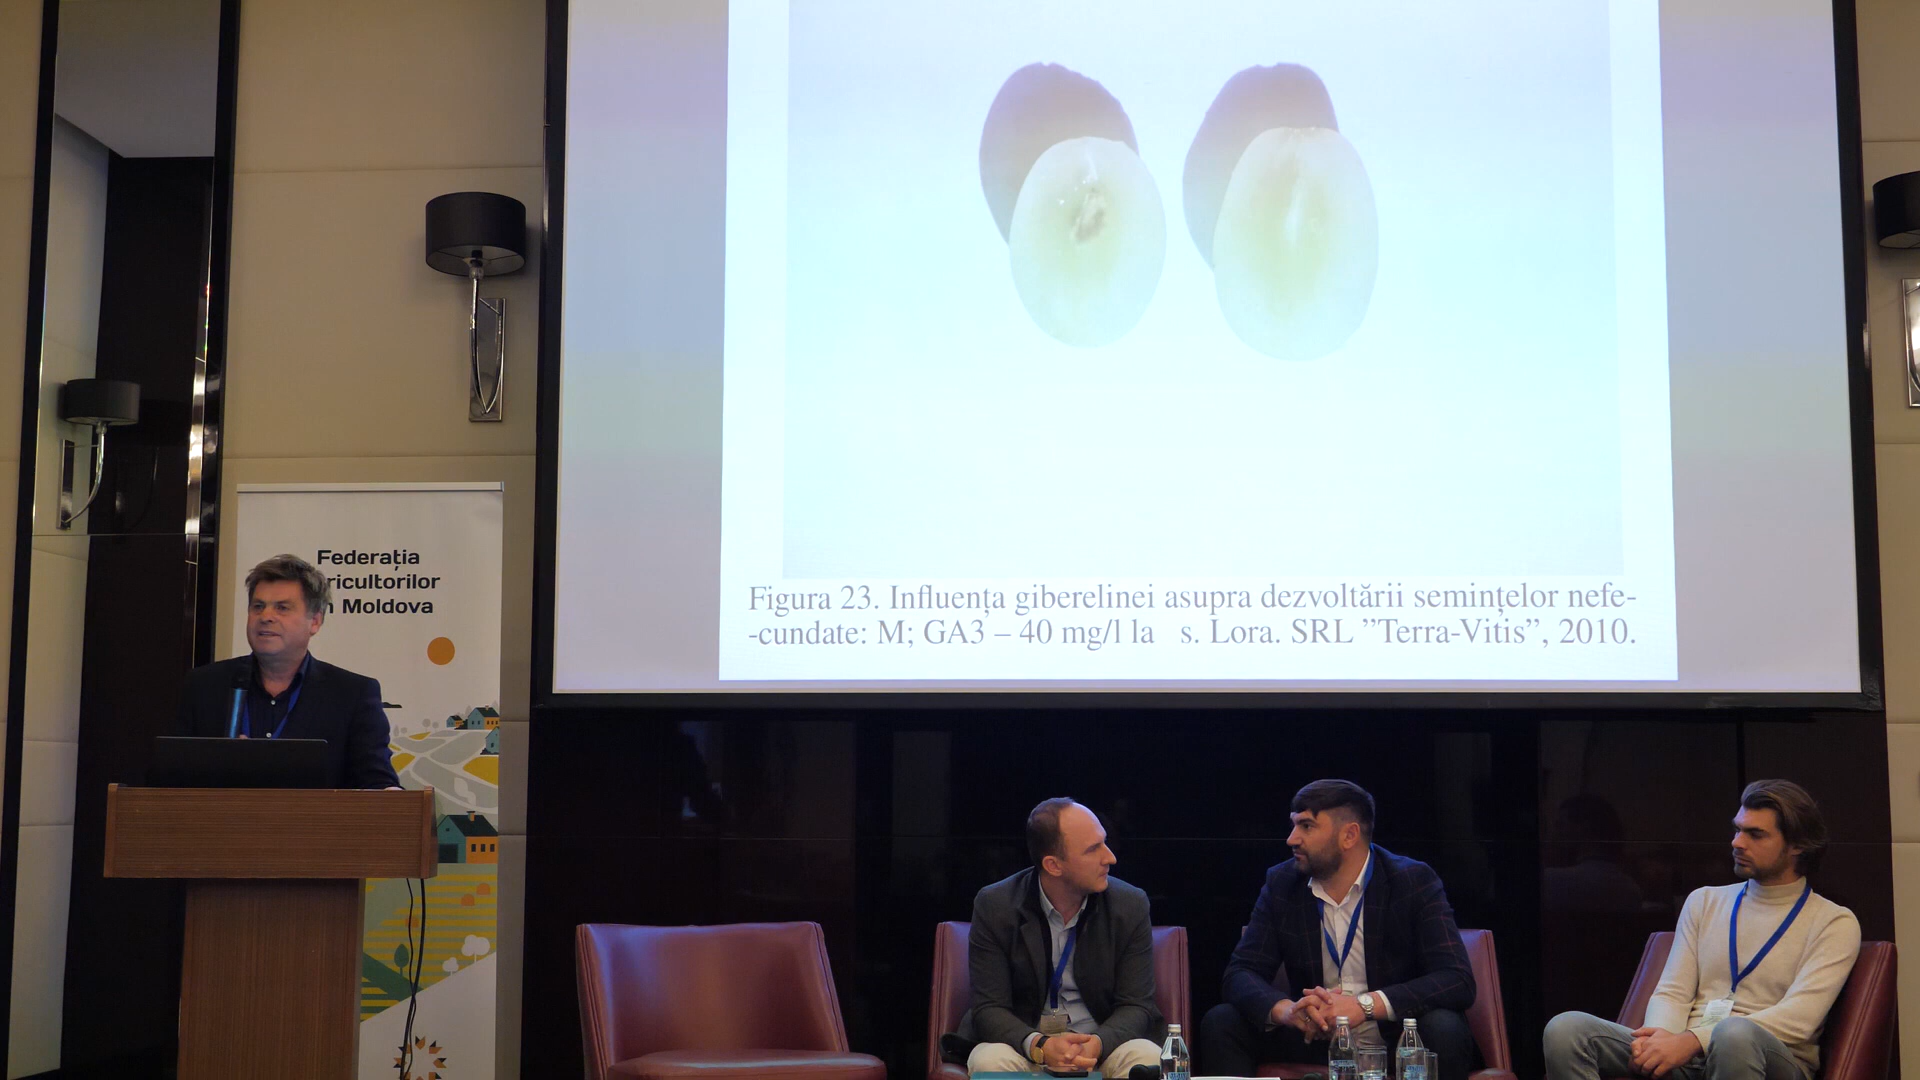 Figura 23. Influența giberelinei asupra dezvoltării semințelor nefe-
-cundate: M; GA3 – 40 mg/l la s. Lora. SRL ”Terra-Vitis”, 2010.
Federația
ricultorilor
Moldova